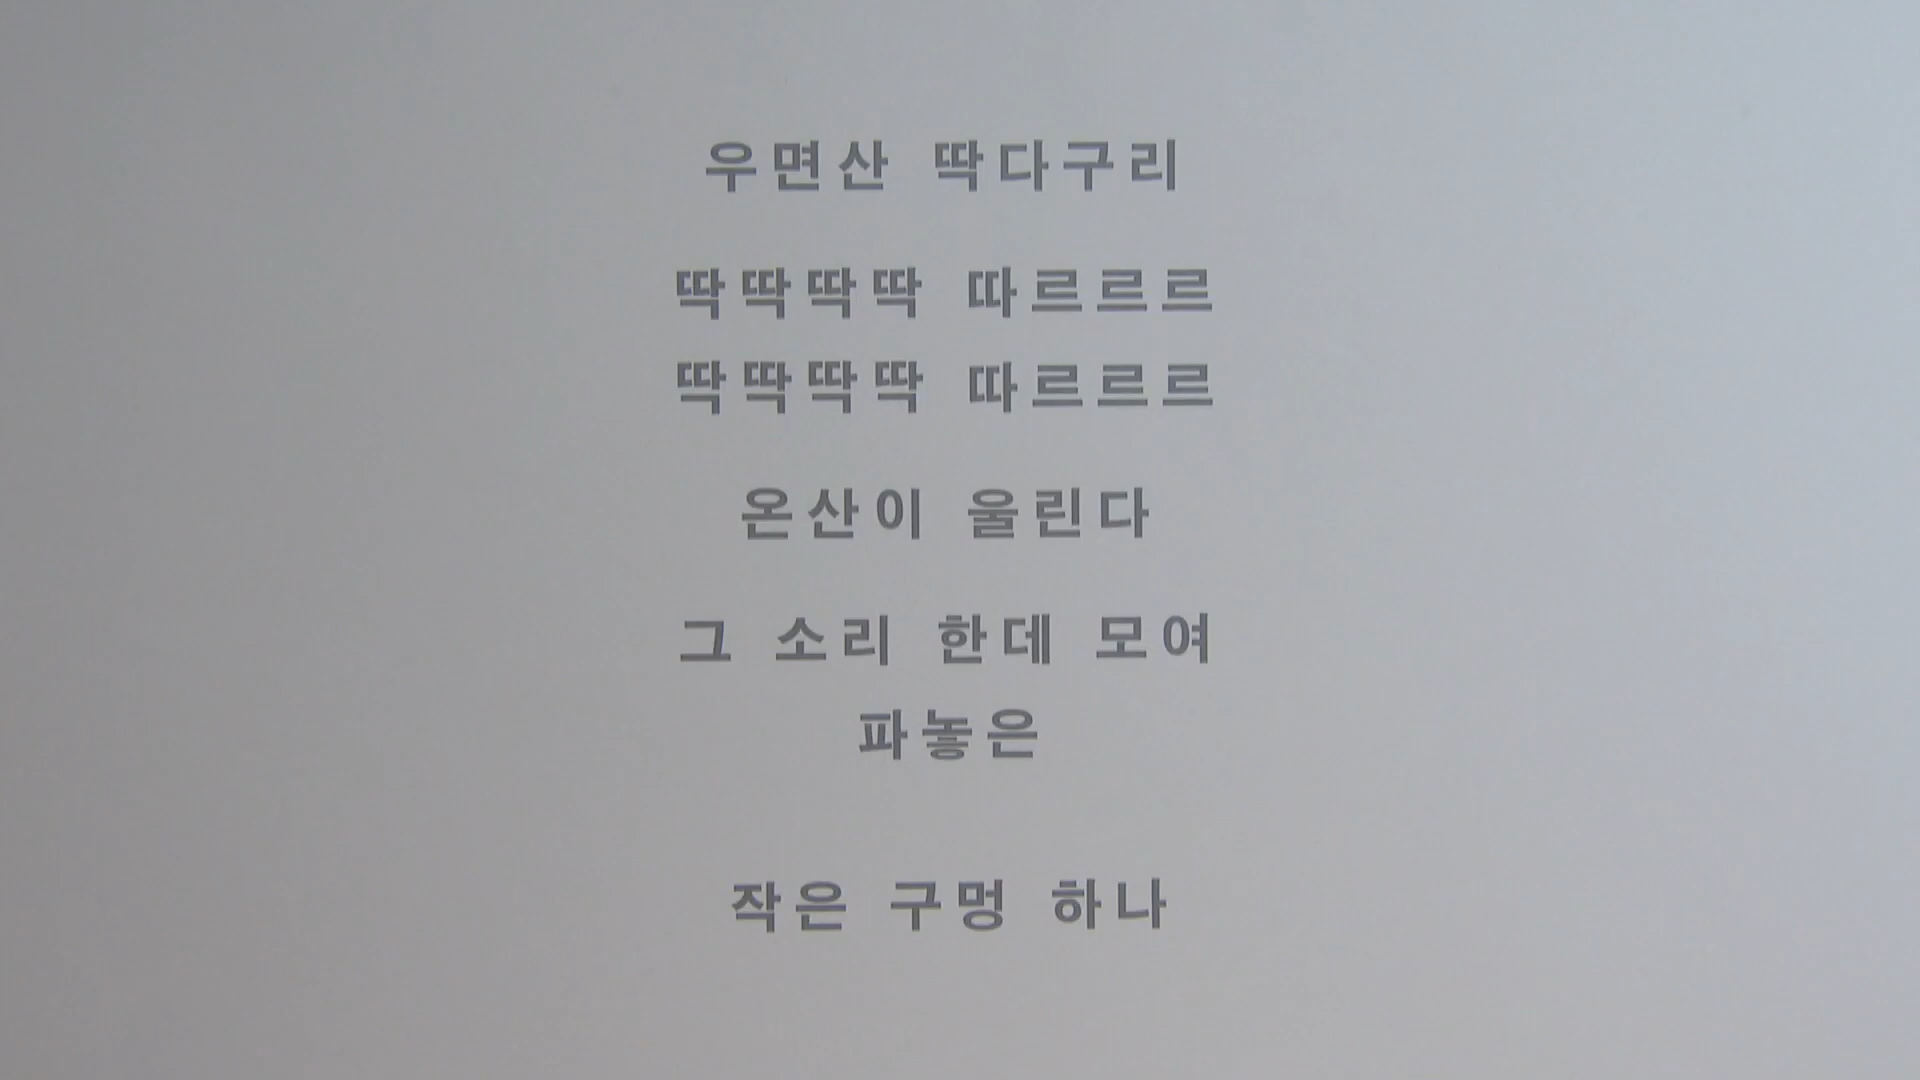 우면산 딱다구리
딱딱딱딱 따르르르
딱딱딱딱 따르르르
온산이 울린다
그 소리 한데 모여
파놓은
작은 구멍 하나